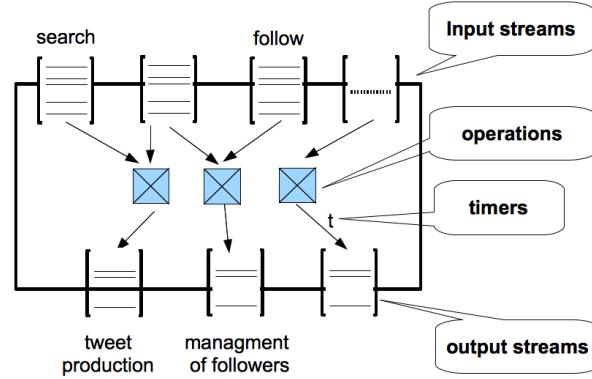 search
follow
Input streams
operations
timers
t
tweet
production
managment
of followers
output streams